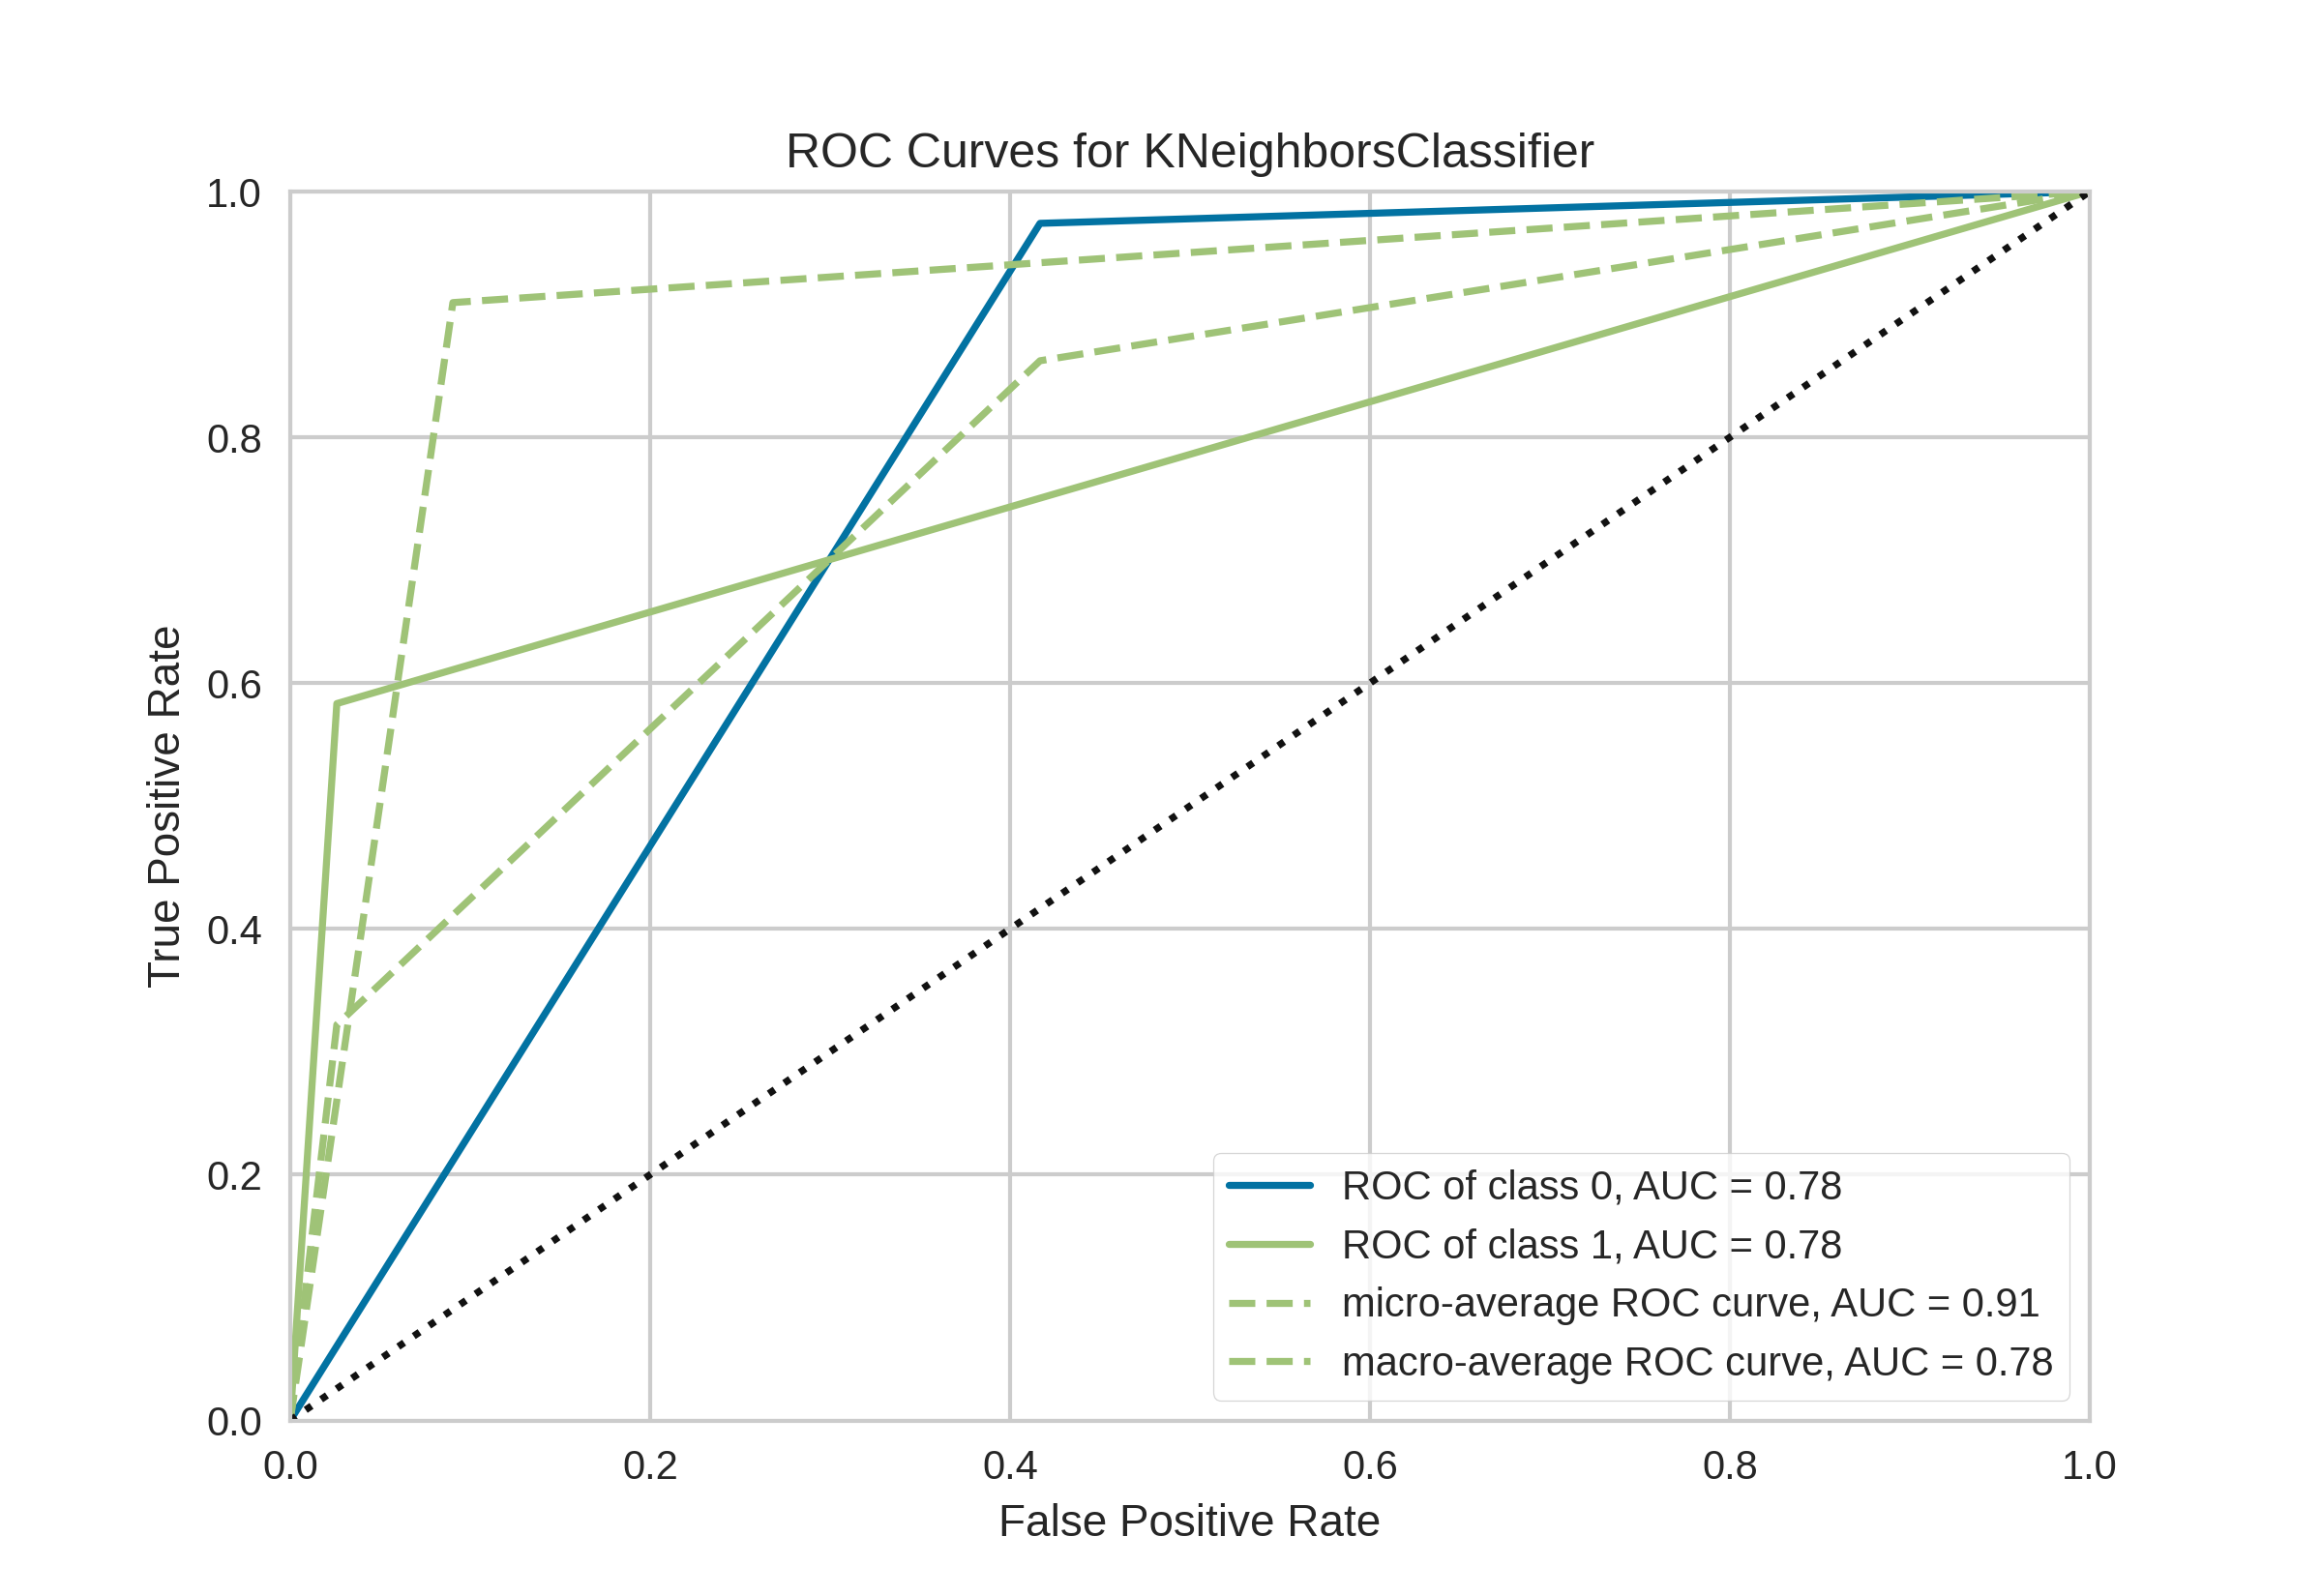 ROC Curves for KNeighborsClassifier
1.0
0.8
0.6
0.4
0.2
0.0
True Positive Rate
0.0 0.2 0.4 0.6 0.8 1.0
False Positive Rate
ROC of class 0, AUC = 0.78
ROC of class 1, AUC = 0.78
micro-average ROC curve, AUC = 0.91
macro-average ROC curve, AUC = 0.78